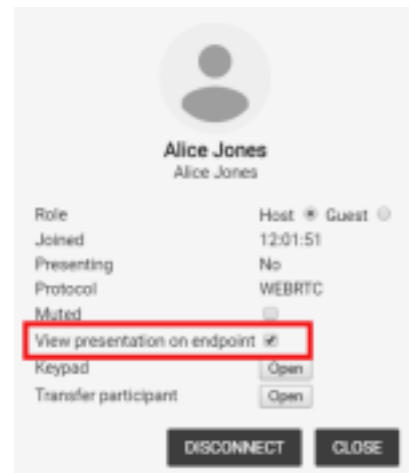 Alice Jones
Alice Jones
Role Host Guest
Joined 12:01:51
Presenting No
Protocol WEBRTC
Muted
View presentation on endpoint
Keypad Open
Transfer participant Open
DISCONNECT CLOSE